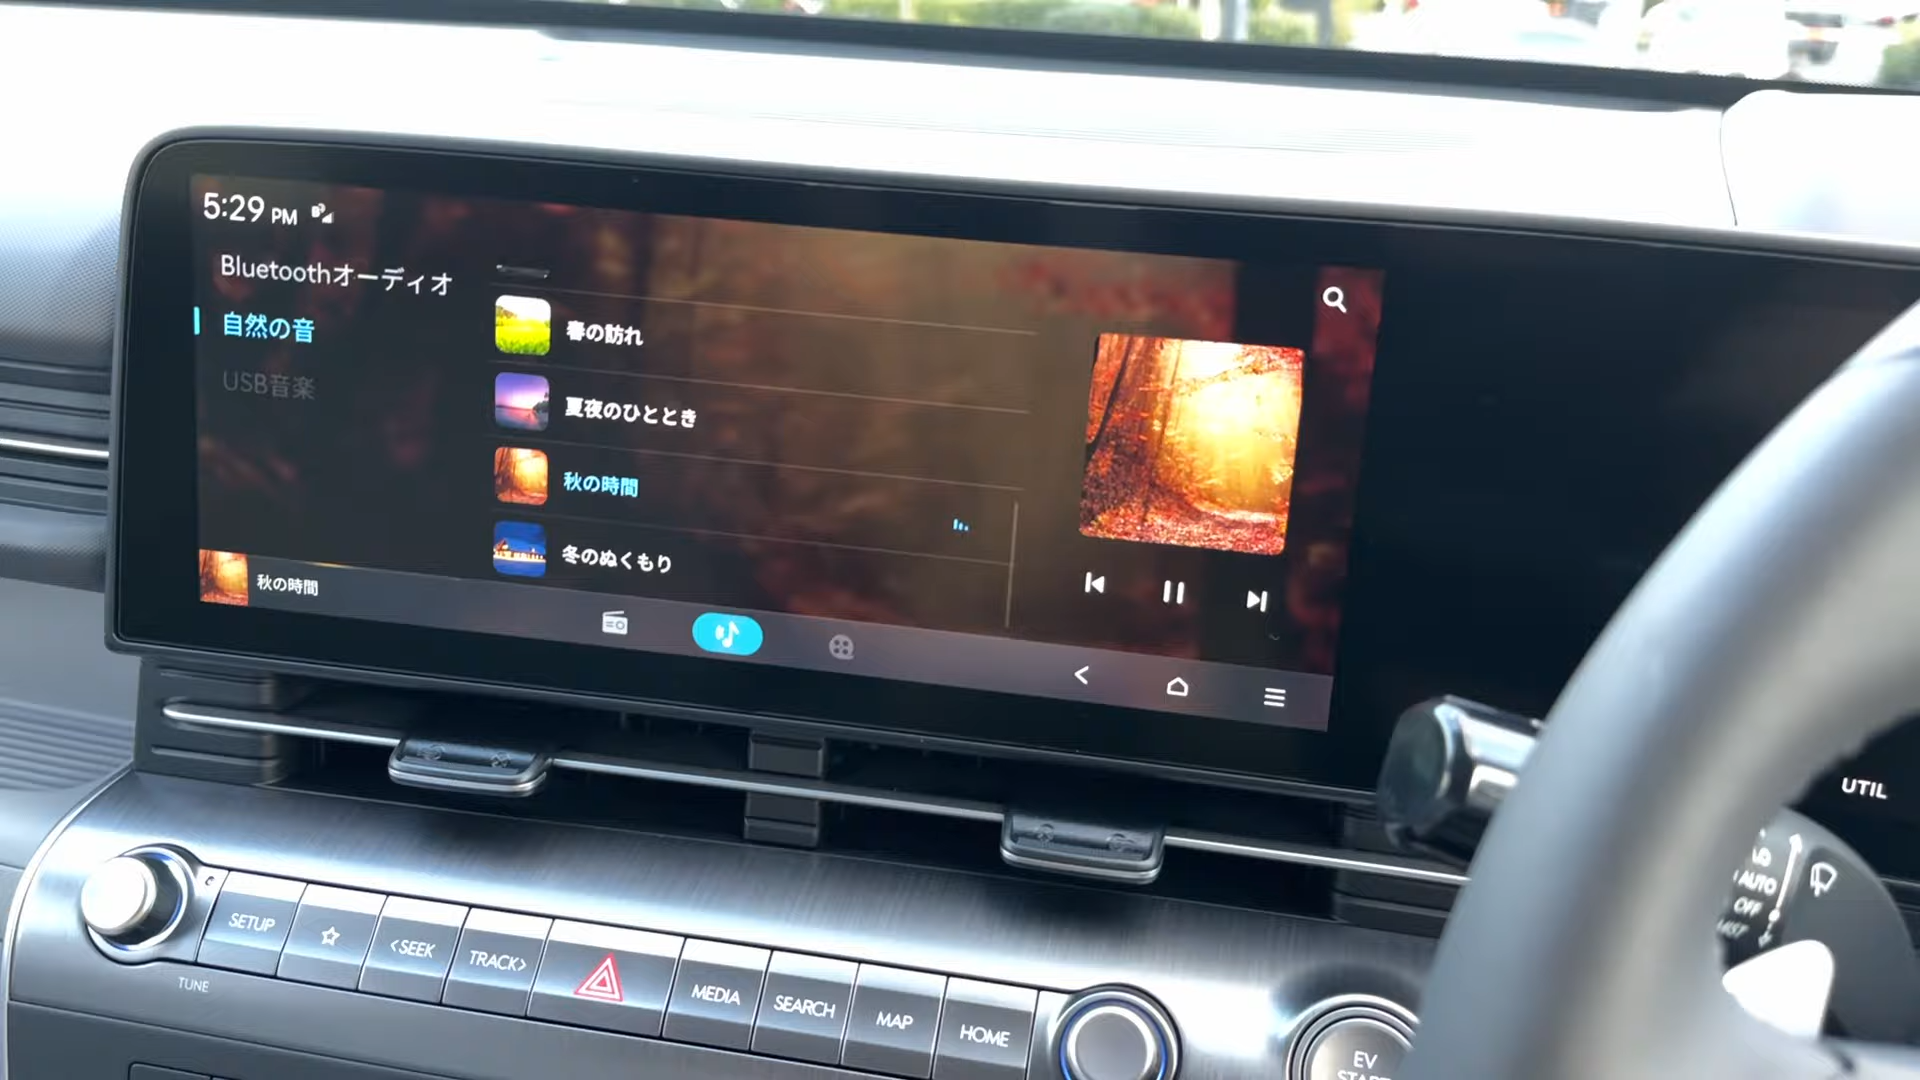 5:29 PM
Bluetoothオーディオ
自然の音
USB音楽
春の訪れ
夏夜のひととき
秋の時間
冬のぬくもり
秋の時間
UTIL
AUTO
OFF
SETUP
<SEEK
TRACK>
MEDIA
SEARCH
MAP
HOME
TUNE
EV
START